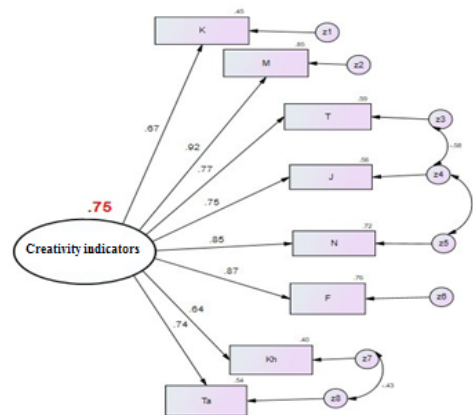 .45
K
z1
.85
M
z2
.67
.59
T
z3
.92
-.58
.77
.56
J
z4
.75
.75
.72
Creativity indicators
.85
N
z5
.87
.76
F
z6
.64
.74
.40
Kh
z7
-.43
.54
Ta
z8